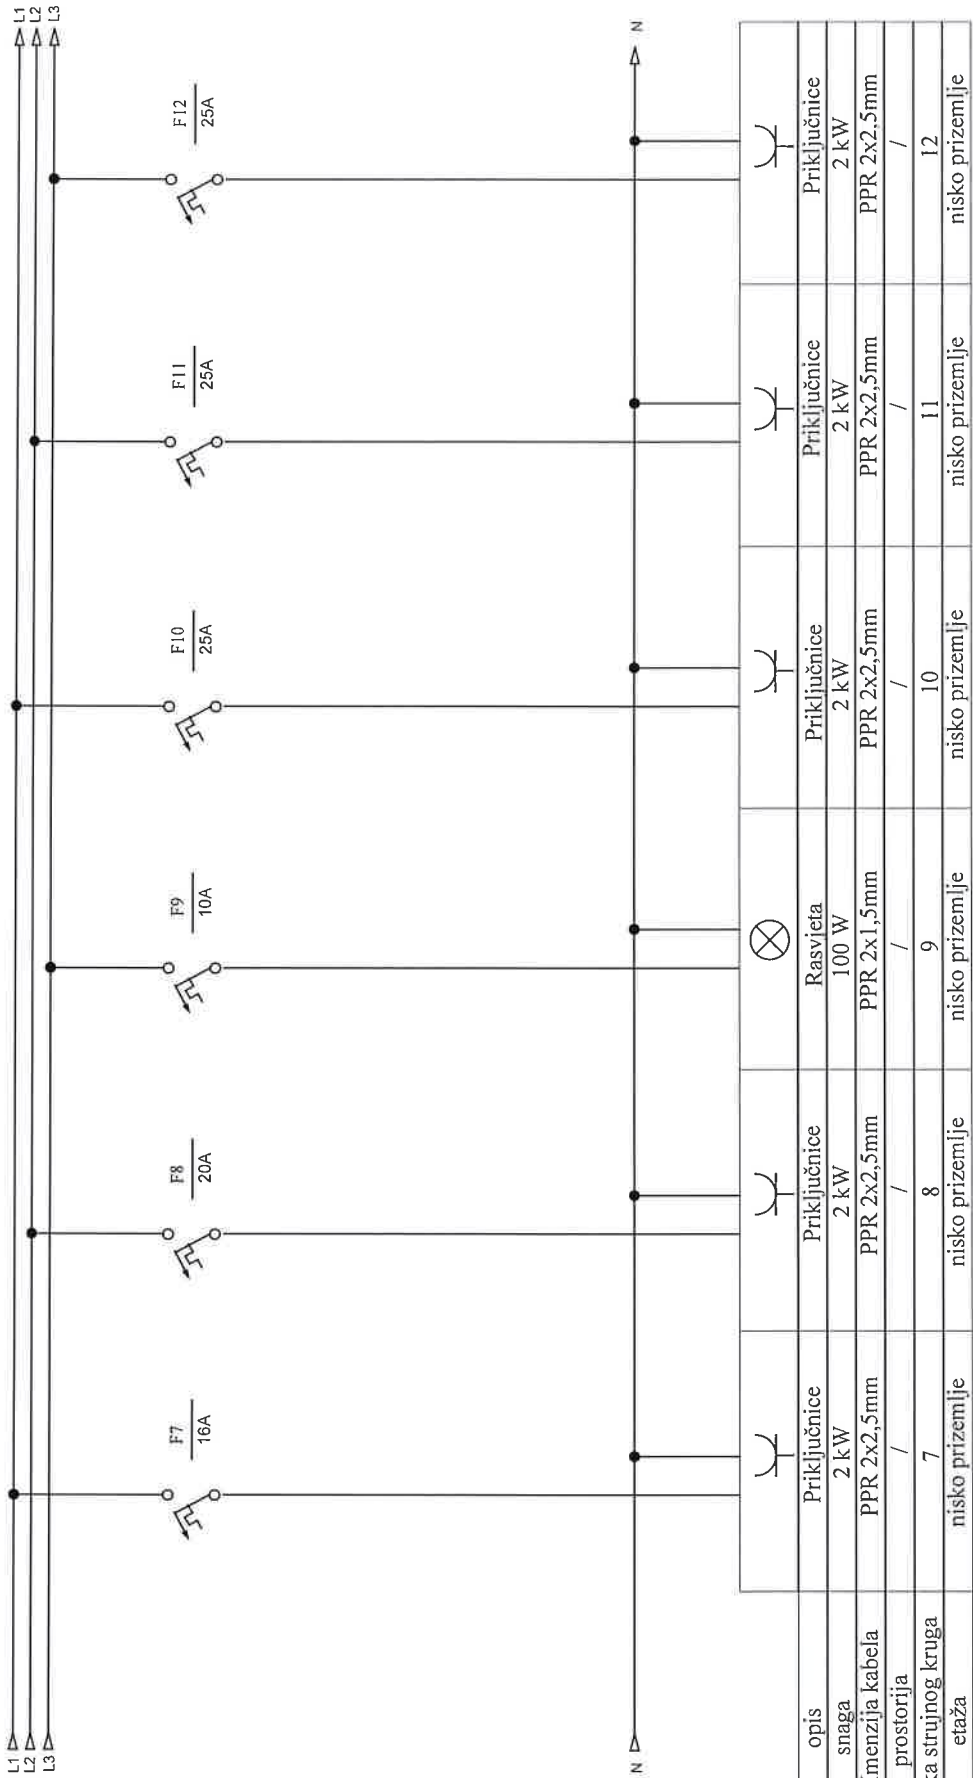 L1 L1
L2 L2
L3 L3
F7 F8 F9 F10 F11 F12
16A 20A 10A 25A 25A 25A
N N
opis Priključnice Priključnice Rasvjeta Priključnice Priključnice Priključnice
snaga 2 kW 2 kW 100 W 2 kW 2 kW 2 kW
menzija kabela PPR 2x2,5mm PPR 2x2,5mm PPR 2x1,5mm PPR 2x2,5mm PPR 2x2,5mm PPR 2x2,5mm
prostorija / / / / / /
ka strujnog kruga 7 8 9 10 11 12
etaža nisko prizemlje nisko prizemlje nisko prizemlje nisko prizemlje nisko prizemlje nisko prizemlje